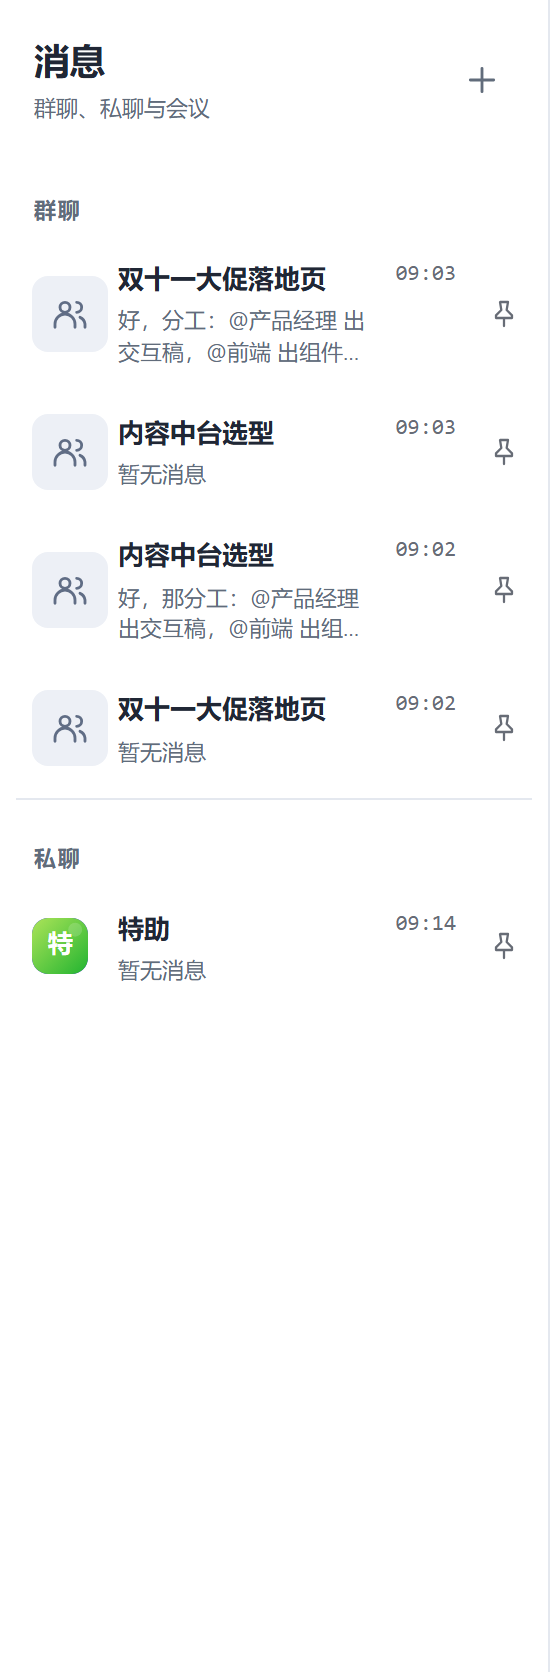 消息
群聊、私聊与会议
群聊
双十一大促落地页
09:03
好，分工：@产品经理 出
交互稿，@前端 出组件...
内容中台选型
09:03
暂无消息
内容中台选型
09:02
好，那分工：@产品经理
出交互稿，@前端 出组...
双十一大促落地页
09:02
暂无消息
私聊
特
特助
09:14
暂无消息